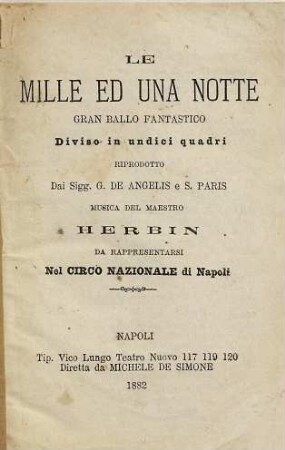 LE
MILLE ED UNA NOTTE
GRAN BALLO FANTASTICO
Diviso in undici quadri
RIPRODOTTO
Dai Sigg. G. DE ANGELIS e S. PARIS
MUSICA DEL MAESTRO
HERBIN
DA RAPPRESENTARSI
Nel CIRCO NAZIONALE di Napoli
NAPOLI
Tip. Vico Lungo Teatro Nuovo 117 119 120
Diretta da MICHELE DE SIMONE
1882